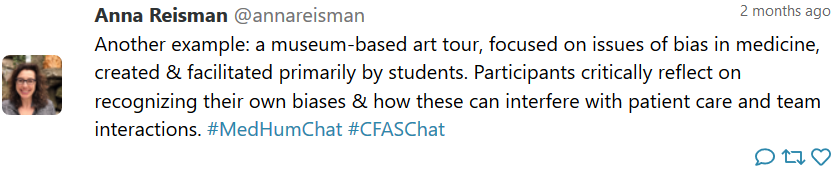 Anna Reisman @annareisman 2 months ago
Another example: a museum-based art tour, focused on issues of bias in medicine,
created & facilitated primarily by students. Participants critically reflect on
recognizing their own biases & how these can interfere with patient care and team
interactions. #MedHumChat #CFASChat